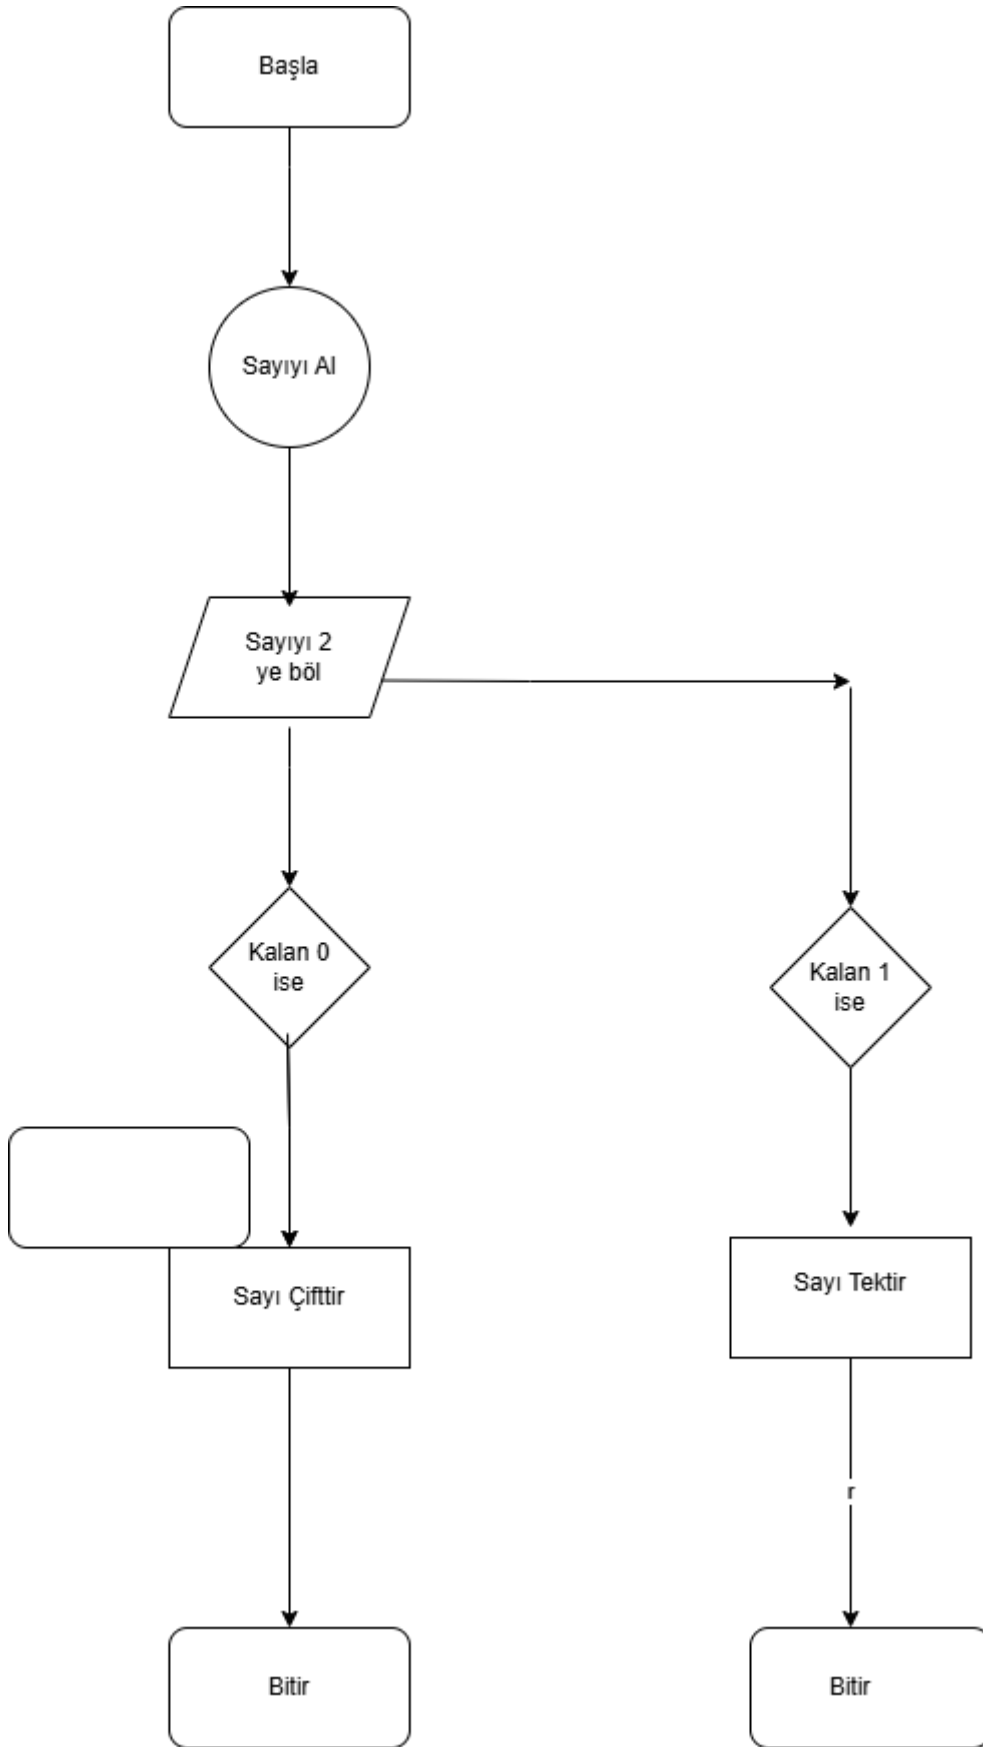 Başla
Sayıyı Al
Sayıyı 2
ye böl
Kalan 0
ise
Kalan 1
ise
Sayı Çifttir
Sayı Tektir
r
Bitir
Bitir